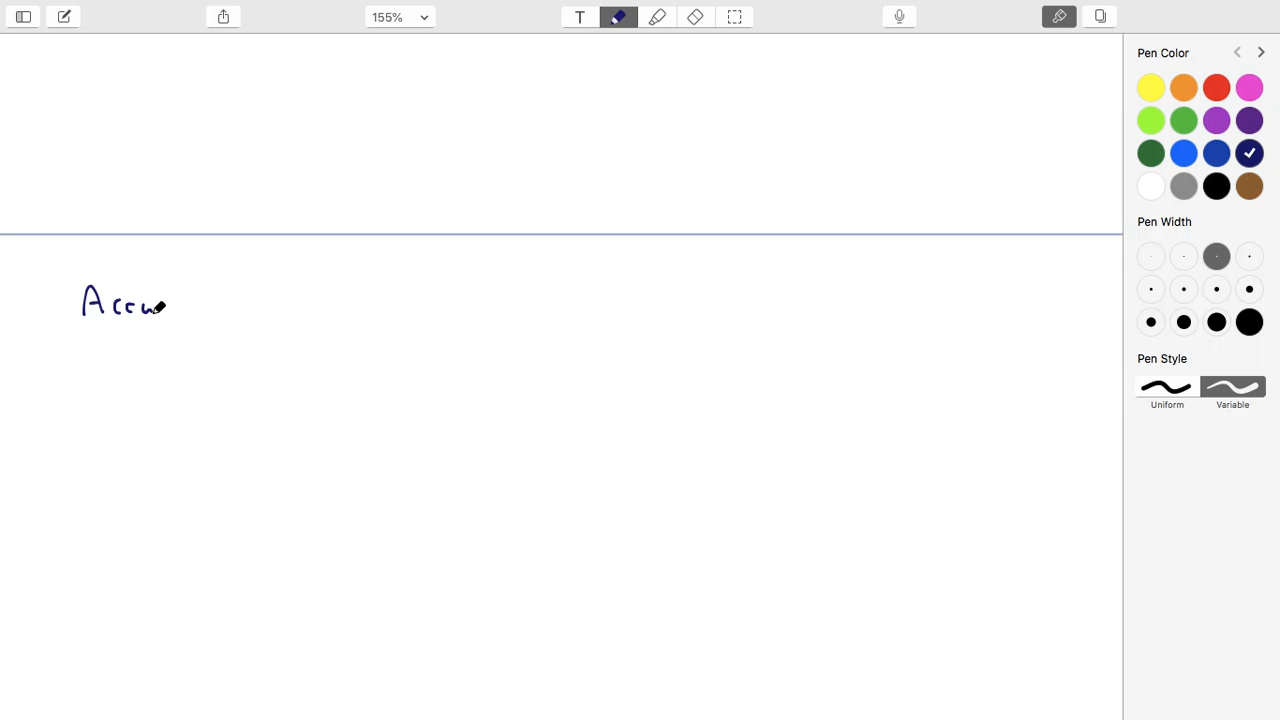 155%
T
Pen Color
Accu
Pen Width
Pen Style
Uniform Variable